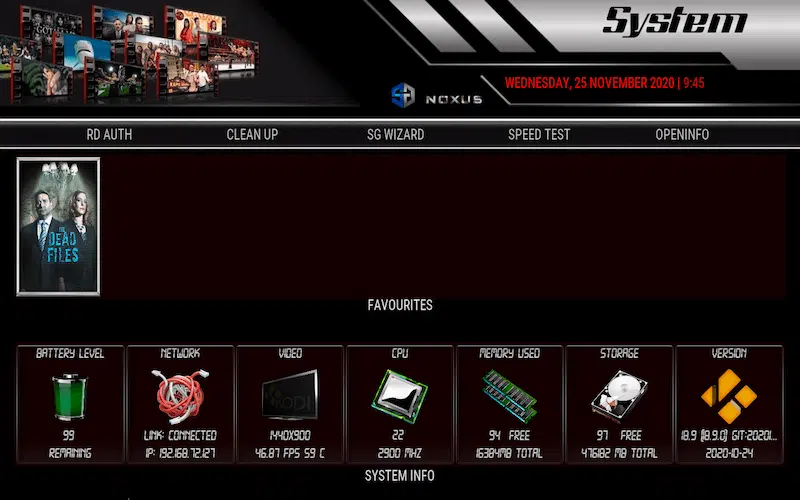 System
WEDNESDAY, 25 NOVEMBER 2020 | 9:45
NOXUS
RD AUTH
CLEAN UP
SG WIZARD
SPEED TEST
OPENINFO
THE
DEAD
FILES
FAVOURITES
BATTERY LEVEL
99
REMAINING
NETWORK
LINK: CONNECTED
IP: 192.168.72.127
VIDEO
KODI
1440X900
46.87 FPS 59 C
CPU
22
2900 MHZ
MEMORY USED
94 FREE
16384MB TOTAL
STORAGE
97 FREE
476182 MB TOTAL
VERSION
18.9 (18.9.0) GIT:20201...
2020-10-24
SYSTEM INFO